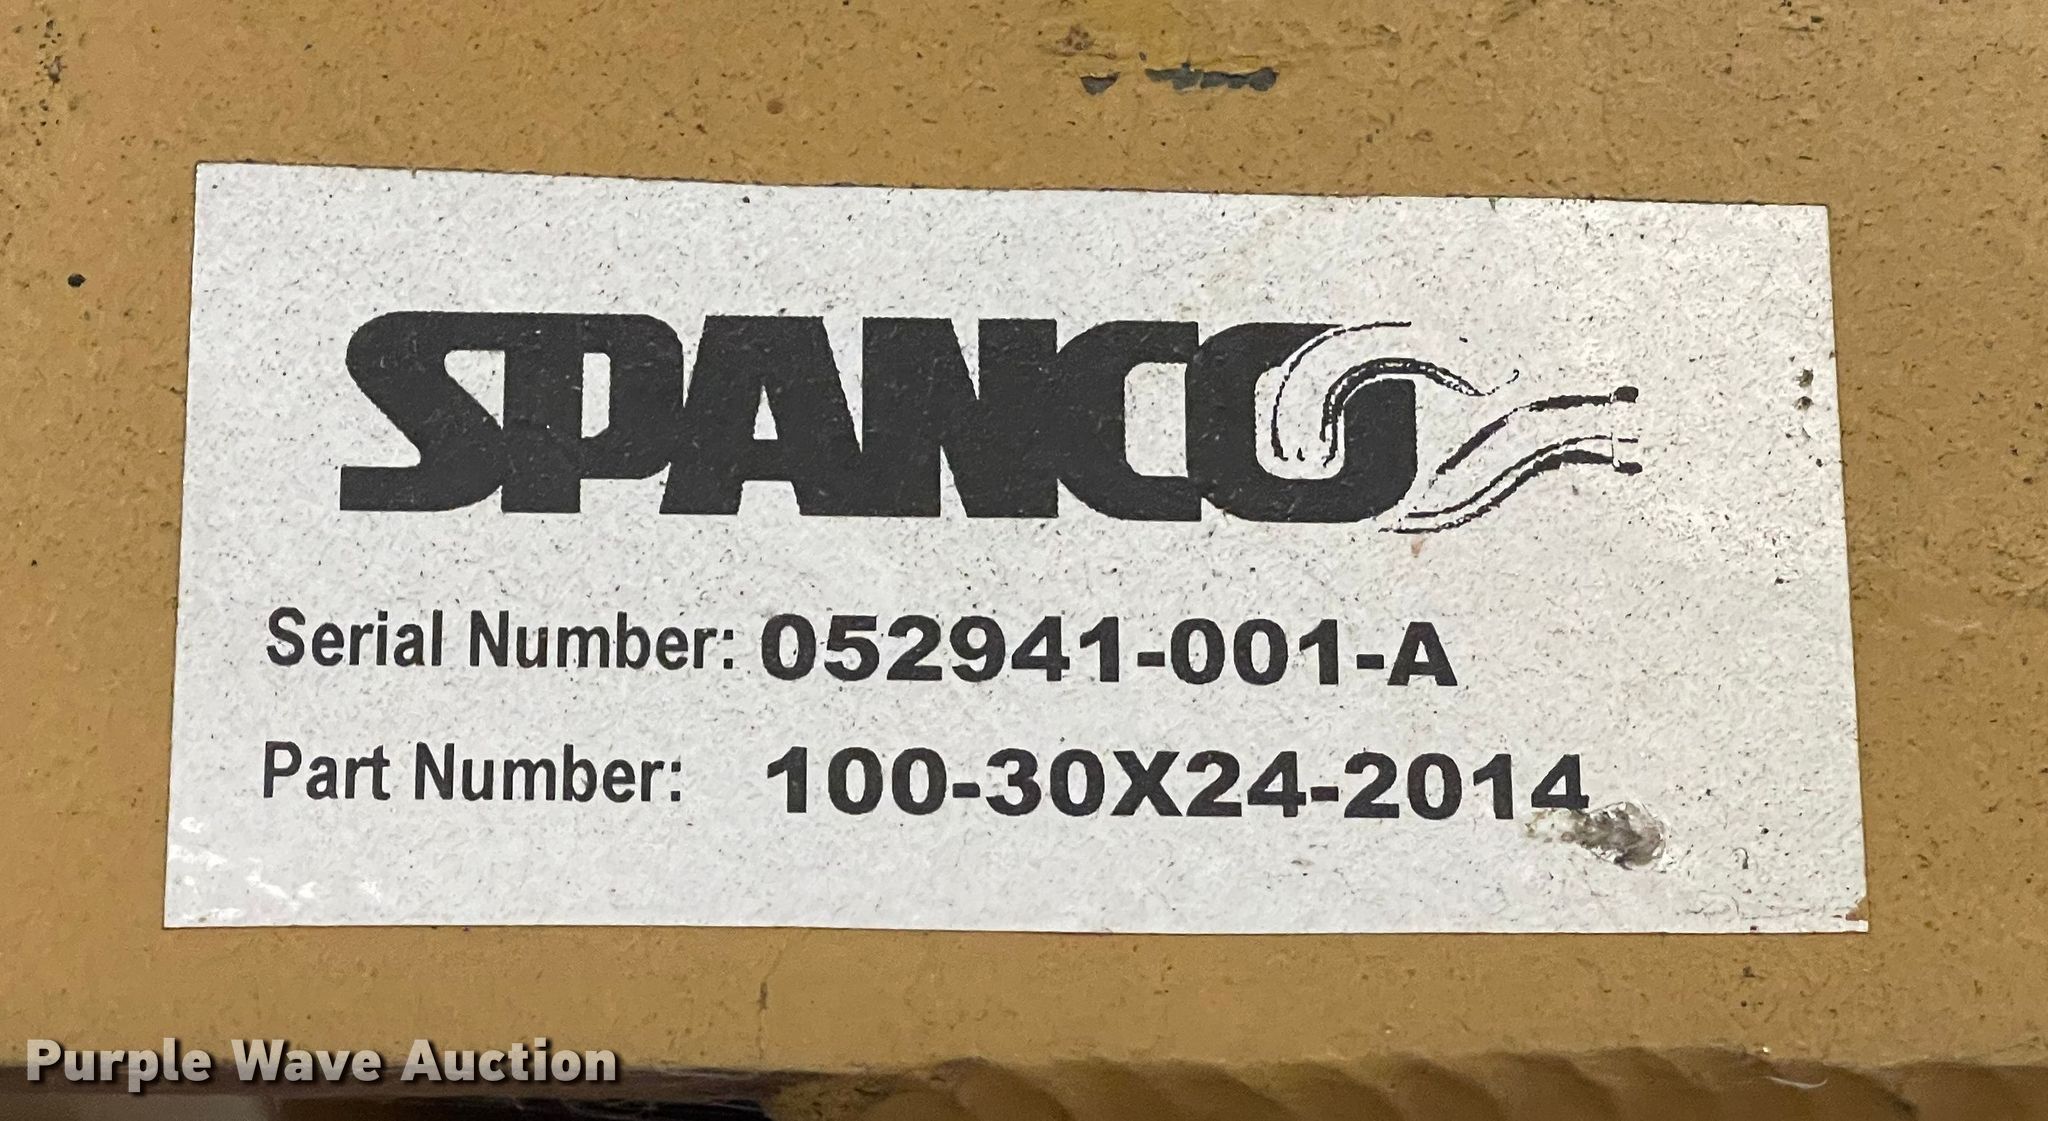 SPANCO
Serial Number: 052941-001-A
Part Number: 100-30X24-2014
Purple Wave Auction